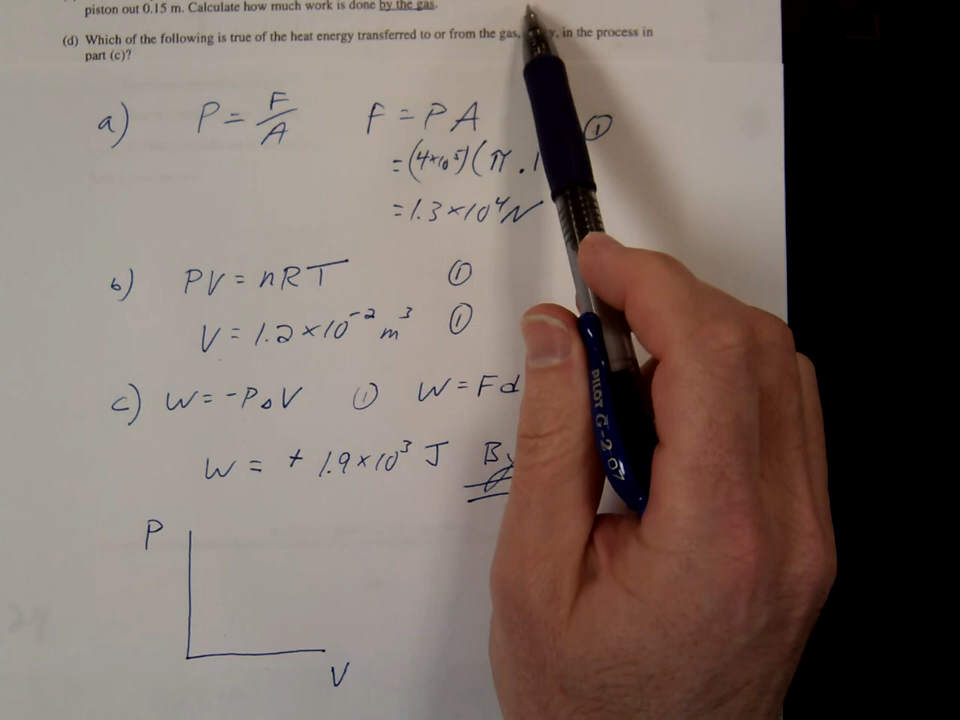 piston out 0.15 m. Calculate how much work is done by the gas.
(d) Which of the following is true of the heat energy transferred to or from the gas, in the process in
part (c)?
a) P = F/A F = PA ①
= (4×10⁵)(π .1
= 1.3×10⁴ N
b) PV = nRT ①
V = 1.2×10⁻² m³ ①
c) W = -P△V ① W = Fd
W = + 1.9×10³ J By
P
V
PILOT G-2 07